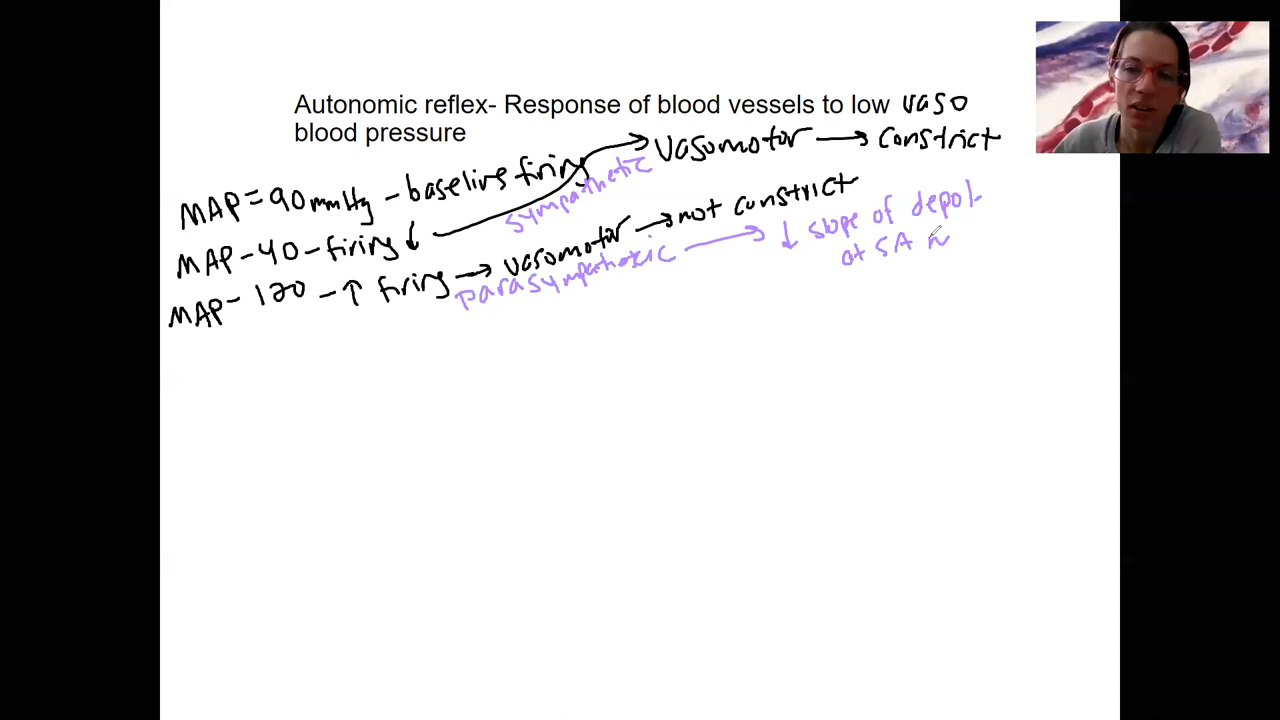 Autonomic reflex- Response of blood vessels to low vaso
blood pressure
vasomotor → constrict
MAP = 90 mmHg - baseline firing
sympathetic
MAP - 40 - firing ↓
vasomotor → not constrict
MAP - 120 - ↑ firing →
parasympathetic → ↓ slope of depol.
at SA n